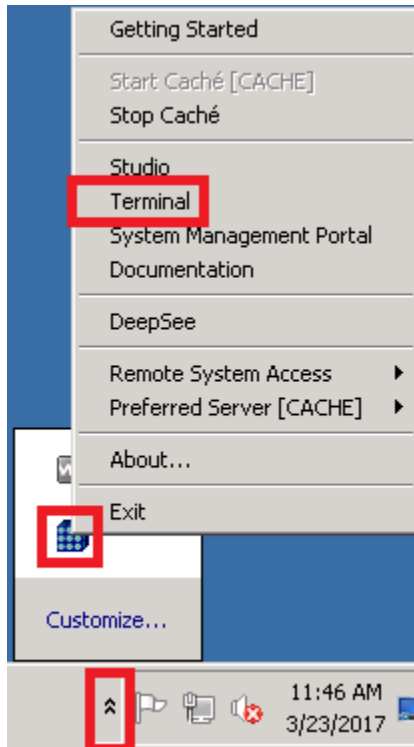 Getting Started
Start Caché [CACHE]
Stop Caché
Studio
Terminal
System Management Portal
Documentation
DeepSee
Remote System Access
Preferred Server [CACHE]
About...
Exit
Customize...
11:46 AM
3/23/2017